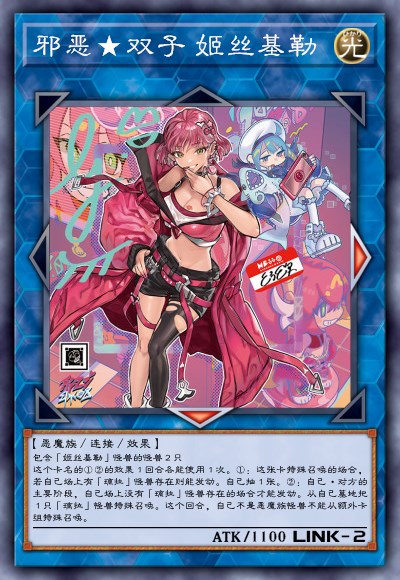 邪恶★双子 姬丝基勒
ひかり
光
HELLO
EVER
【恶魔族／连接／效果】
包含「姬丝基勒」怪兽的怪兽2只
这个卡名的①②的效果1回合各能使用1次。①：这张卡特殊召唤的场合，
若自己场上有「璃拉」怪兽存在则能发动。自己抽1张。②：自己·对方的
主要阶段，自己场上没有「璃拉」怪兽存在的场合才能发动。从自己墓地把
1只「璃拉」怪兽特殊召唤。这个回合，自己不是恶魔族怪兽不能从额外卡
组特殊召唤。
ATK/1100 LINK-2